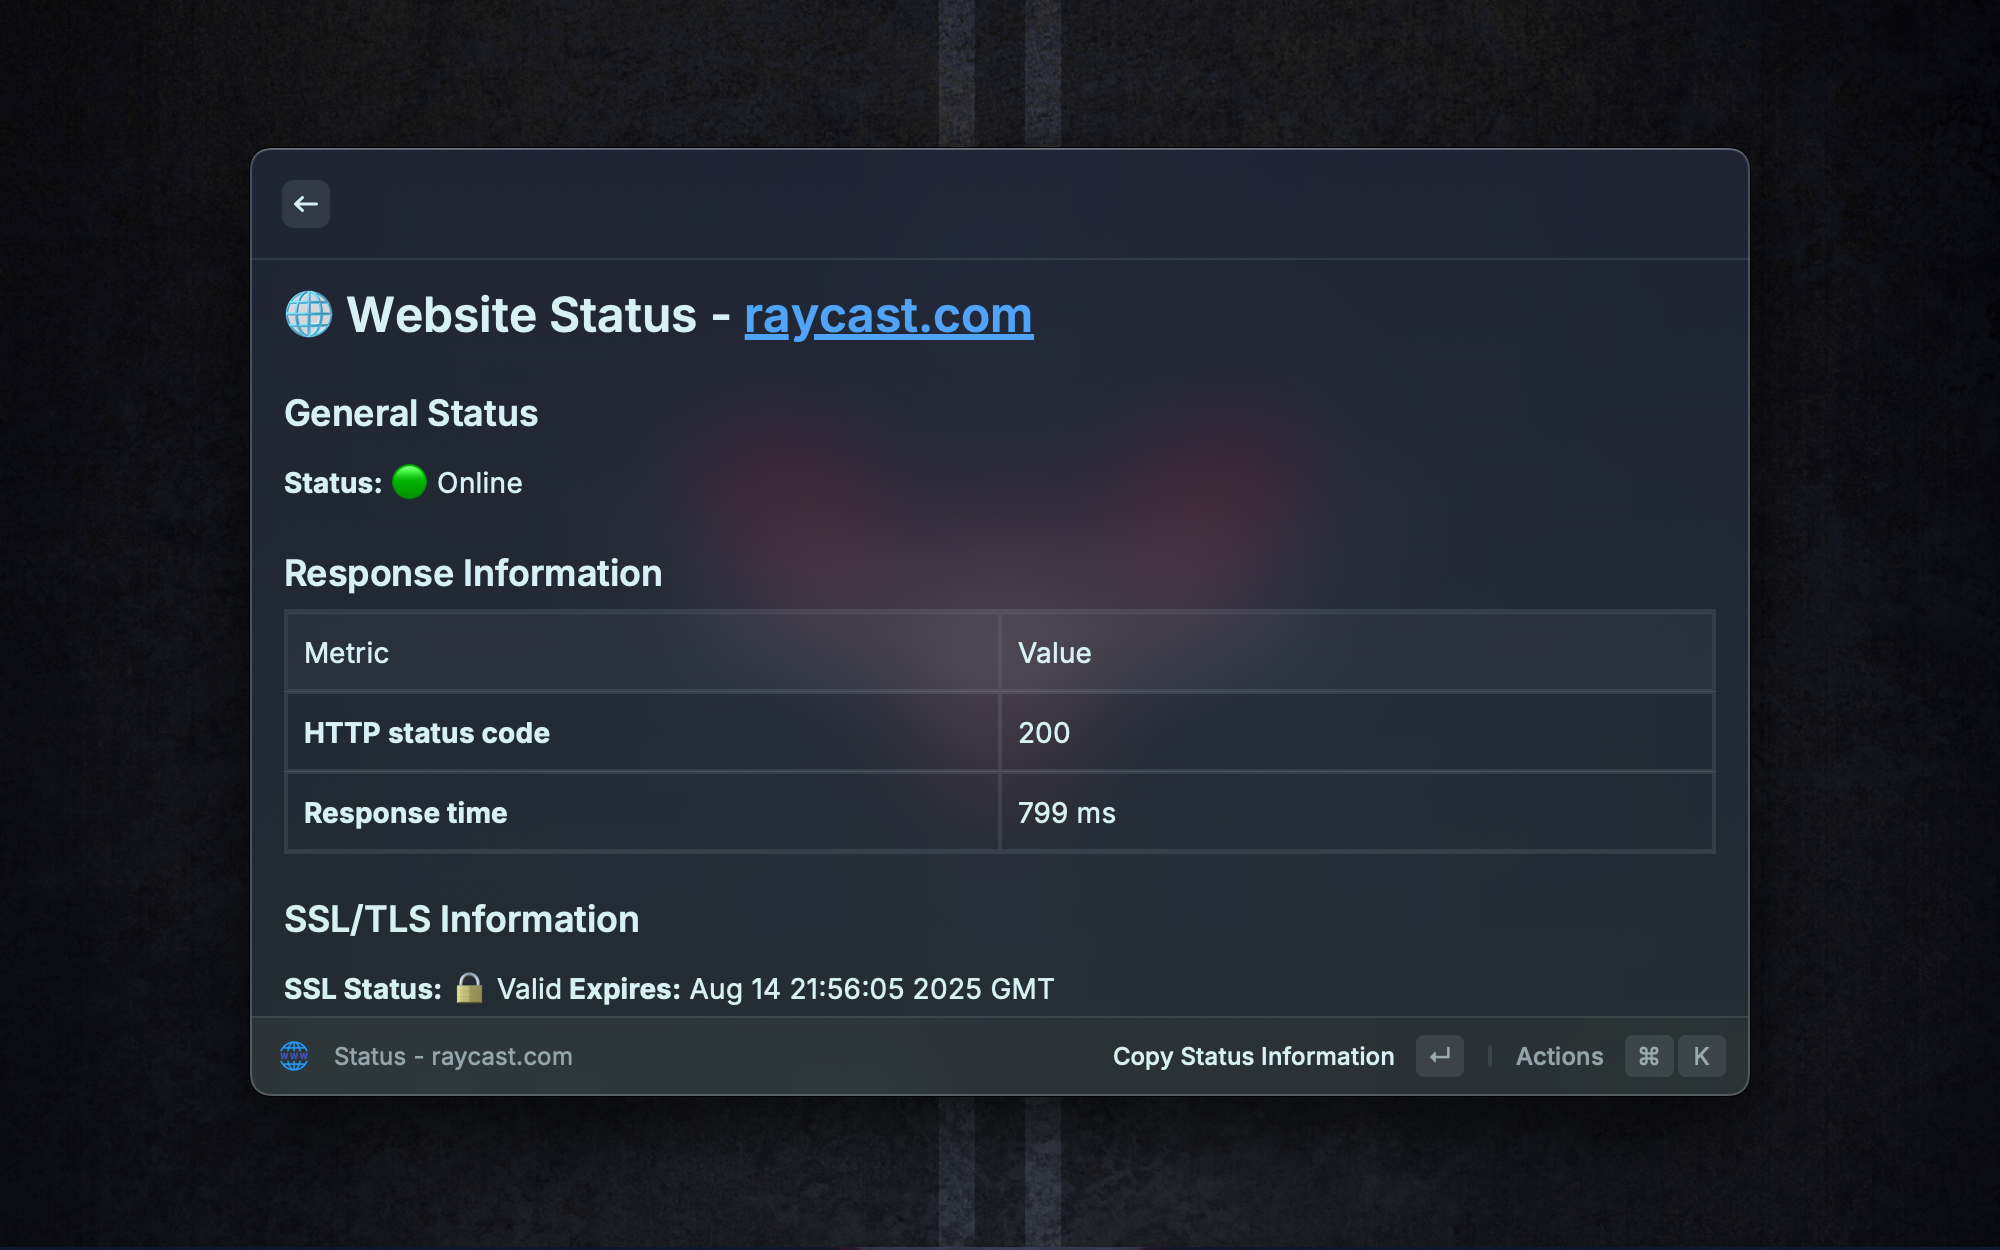 🌐 Website Status - raycast.com
General Status
Status: 🟢 Online
Response Information
Metric Value
HTTP status code 200
Response time 799 ms
SSL/TLS Information
SSL Status: 🔒 Valid Expires: Aug 14 21:56:05 2025 GMT
WWW Status - raycast.com Copy Status Information ↵ Actions ⌘ K